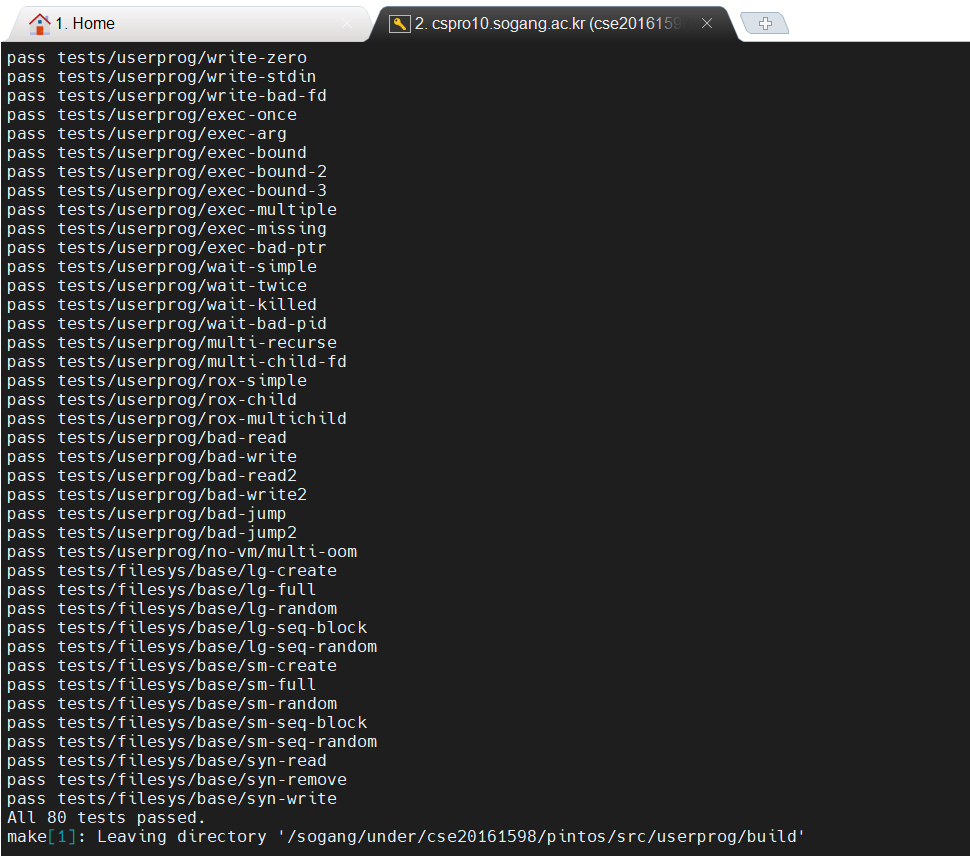 1. Home
2. cspro10.sogang.ac.kr (cse2016159
pass tests/userprog/write-zero
pass tests/userprog/write-stdin
pass tests/userprog/write-bad-fd
pass tests/userprog/exec-once
pass tests/userprog/exec-arg
pass tests/userprog/exec-bound
pass tests/userprog/exec-bound-2
pass tests/userprog/exec-bound-3
pass tests/userprog/exec-multiple
pass tests/userprog/exec-missing
pass tests/userprog/exec-bad-ptr
pass tests/userprog/wait-simple
pass tests/userprog/wait-twice
pass tests/userprog/wait-killed
pass tests/userprog/wait-bad-pid
pass tests/userprog/multi-recurse
pass tests/userprog/multi-child-fd
pass tests/userprog/rox-simple
pass tests/userprog/rox-child
pass tests/userprog/rox-multichild
pass tests/userprog/bad-read
pass tests/userprog/bad-write
pass tests/userprog/bad-read2
pass tests/userprog/bad-write2
pass tests/userprog/bad-jump
pass tests/userprog/bad-jump2
pass tests/userprog/no-vm/multi-oom
pass tests/filesys/base/lg-create
pass tests/filesys/base/lg-full
pass tests/filesys/base/lg-random
pass tests/filesys/base/lg-seq-block
pass tests/filesys/base/lg-seq-random
pass tests/filesys/base/sm-create
pass tests/filesys/base/sm-full
pass tests/filesys/base/sm-random
pass tests/filesys/base/sm-seq-block
pass tests/filesys/base/sm-seq-random
pass tests/filesys/base/syn-read
pass tests/filesys/base/syn-remove
pass tests/filesys/base/syn-write
All 80 tests passed.
make[1]: Leaving directory '/sogang/under/cse20161598/pintos/src/userprog/build'